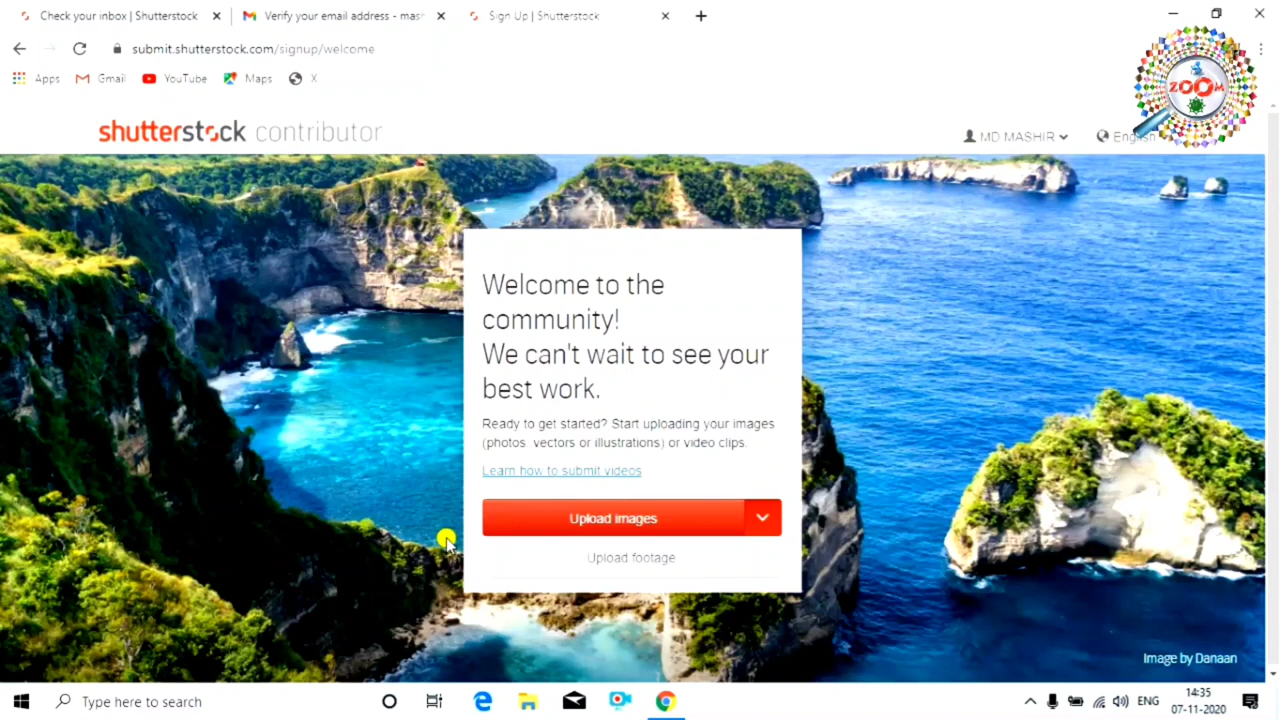 Check your inbox | Shutterstock
Verify your email address - mas
Sign Up | Shutterstock
submit.shutterstock.com/signup/welcome
Apps
Gmail
YouTube
Maps
X
ZOOM
shutterstock contributor
MD MASHIR
English
Welcome to the
community!
We can't wait to see your
best work.
Ready to get started? Start uploading your images
(photos, vectors or illustrations) or video clips.
Learn how to submit videos
Upload images
Upload footage
Image by Danaan
Type here to search
ENG
14:35
07-11-2020